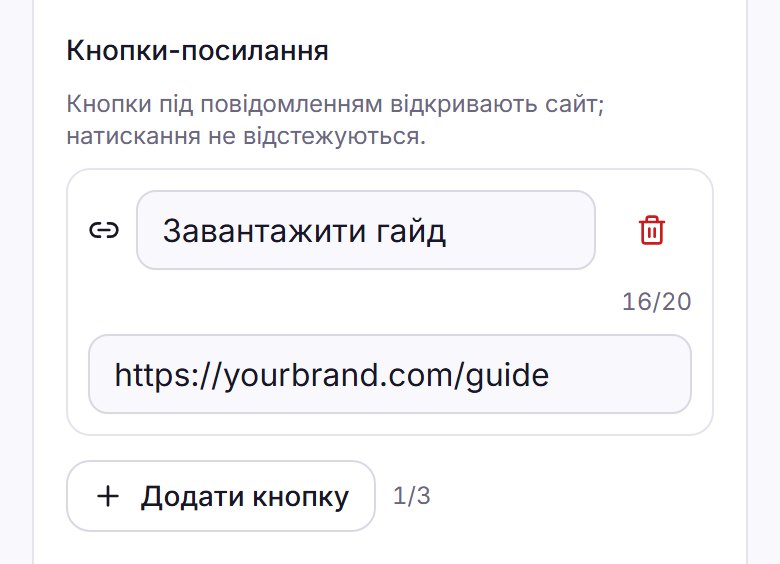 Кнопки-посилання
Кнопки під повідомленням відкривають сайт;
натискання не відстежуються.
Завантажити гайд
16/20
https://yourbrand.com/guide
+ Додати кнопку 1/3